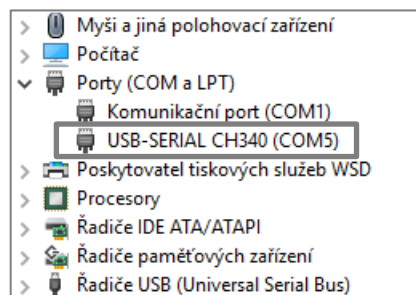 Myši a jiná polohovací zařízení
Počítač
Porty (COM a LPT)
Komunikační port (COM1)
USB-SERIAL CH340 (COM5)
Poskytovatel tiskových služeb WSD
Procesory
Řadiče IDE ATA/ATAPI
Řadiče paměťových zařízení
Řadiče USB (Universal Serial Bus)